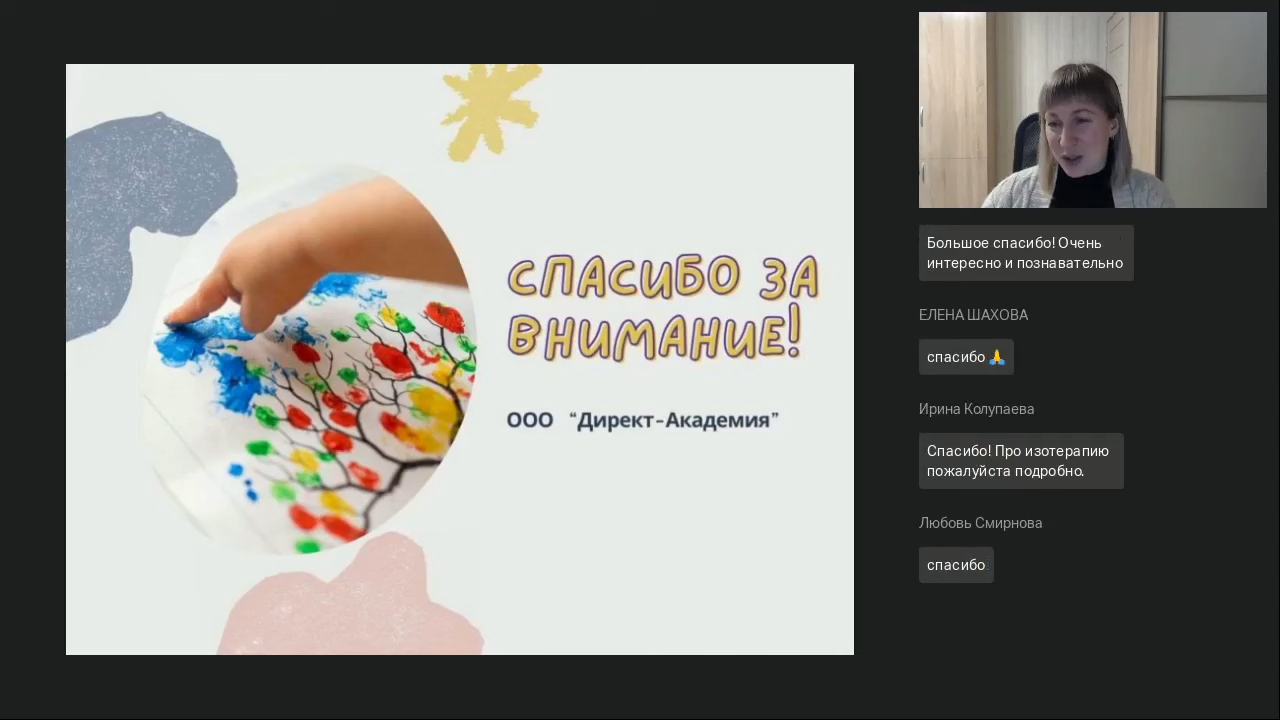 СПАСИБО ЗА
ВНИМАНИЕ!
ООО “Директ-Академия”
Большое спасибо! Очень
интересно и познавательно
ЕЛЕНА ШАХОВА
спасибо 🙏
Ирина Колупаева
Спасибо! Про изотерапию
пожалуйста подробно.
Любовь Смирнова
спасибо